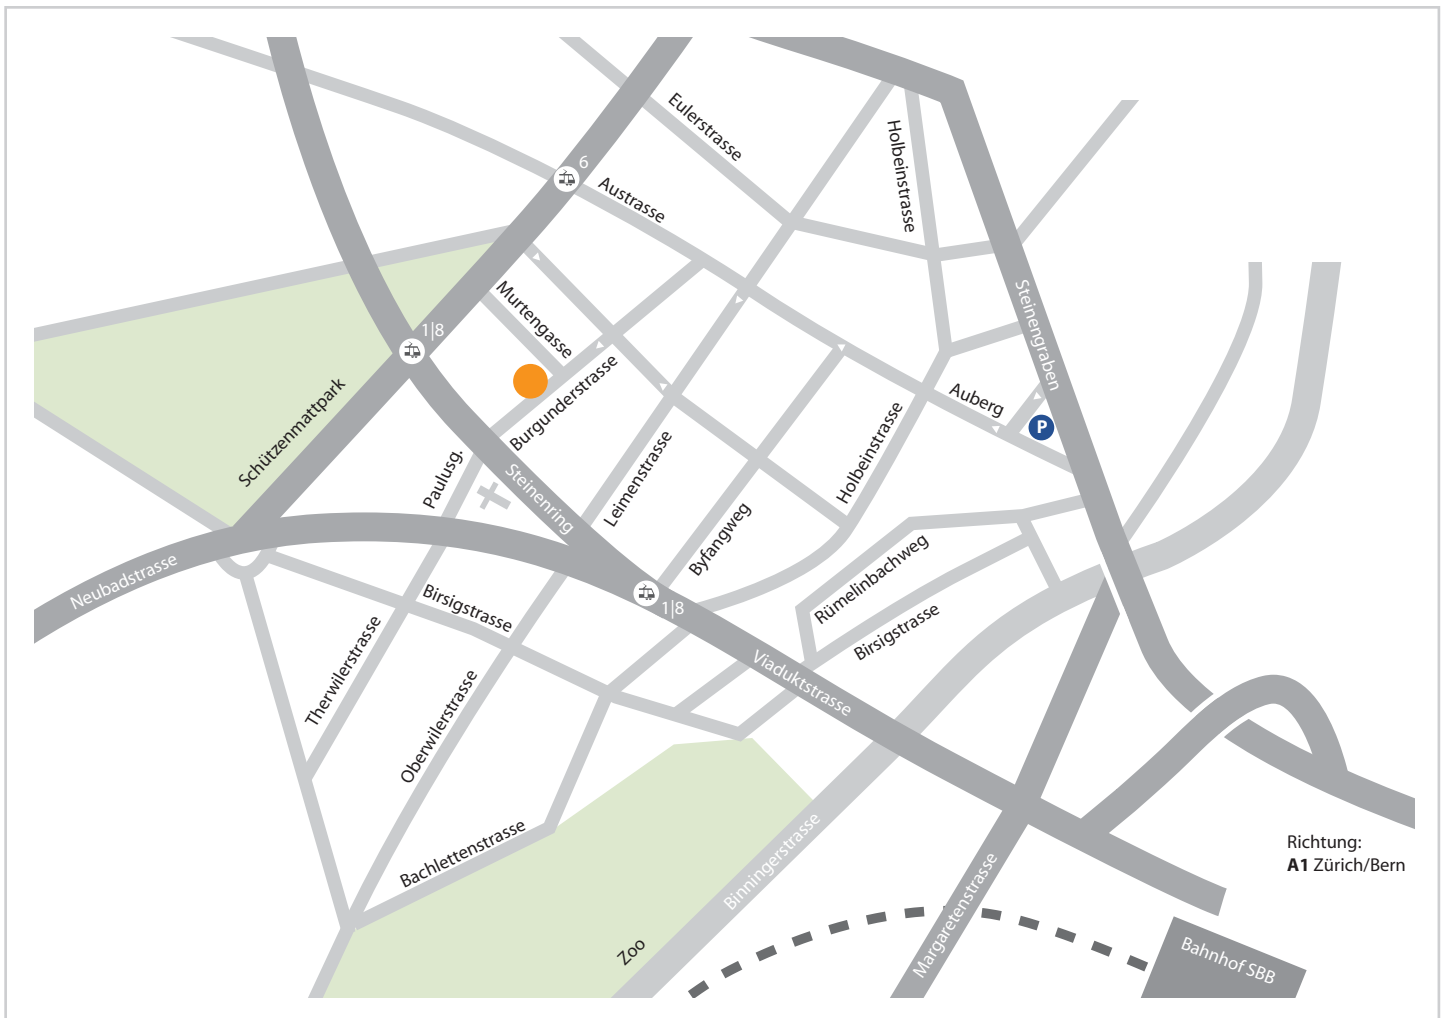 Eulerstrasse
Holbeinstrasse
6
Austrasse
Murtengasse
Steinengraben
1|8
Schützenmattpark
Burgunderstrasse
Auberg
P
Holbeinstrasse
Paulusg.
Steinenring
Leimenstrasse
Byfangweg
Neubadstrasse
Rümelinbachweg
Birsigstrasse
1|8
Birsigstrasse
Therwilerstrasse
Viaduktstrasse
Oberwilerstrasse
Bachlettenstrasse
Binningerstrasse
Richtung:
A1 Zürich/Bern
Margaretenstrasse
Zoo
Bahnhof SBB